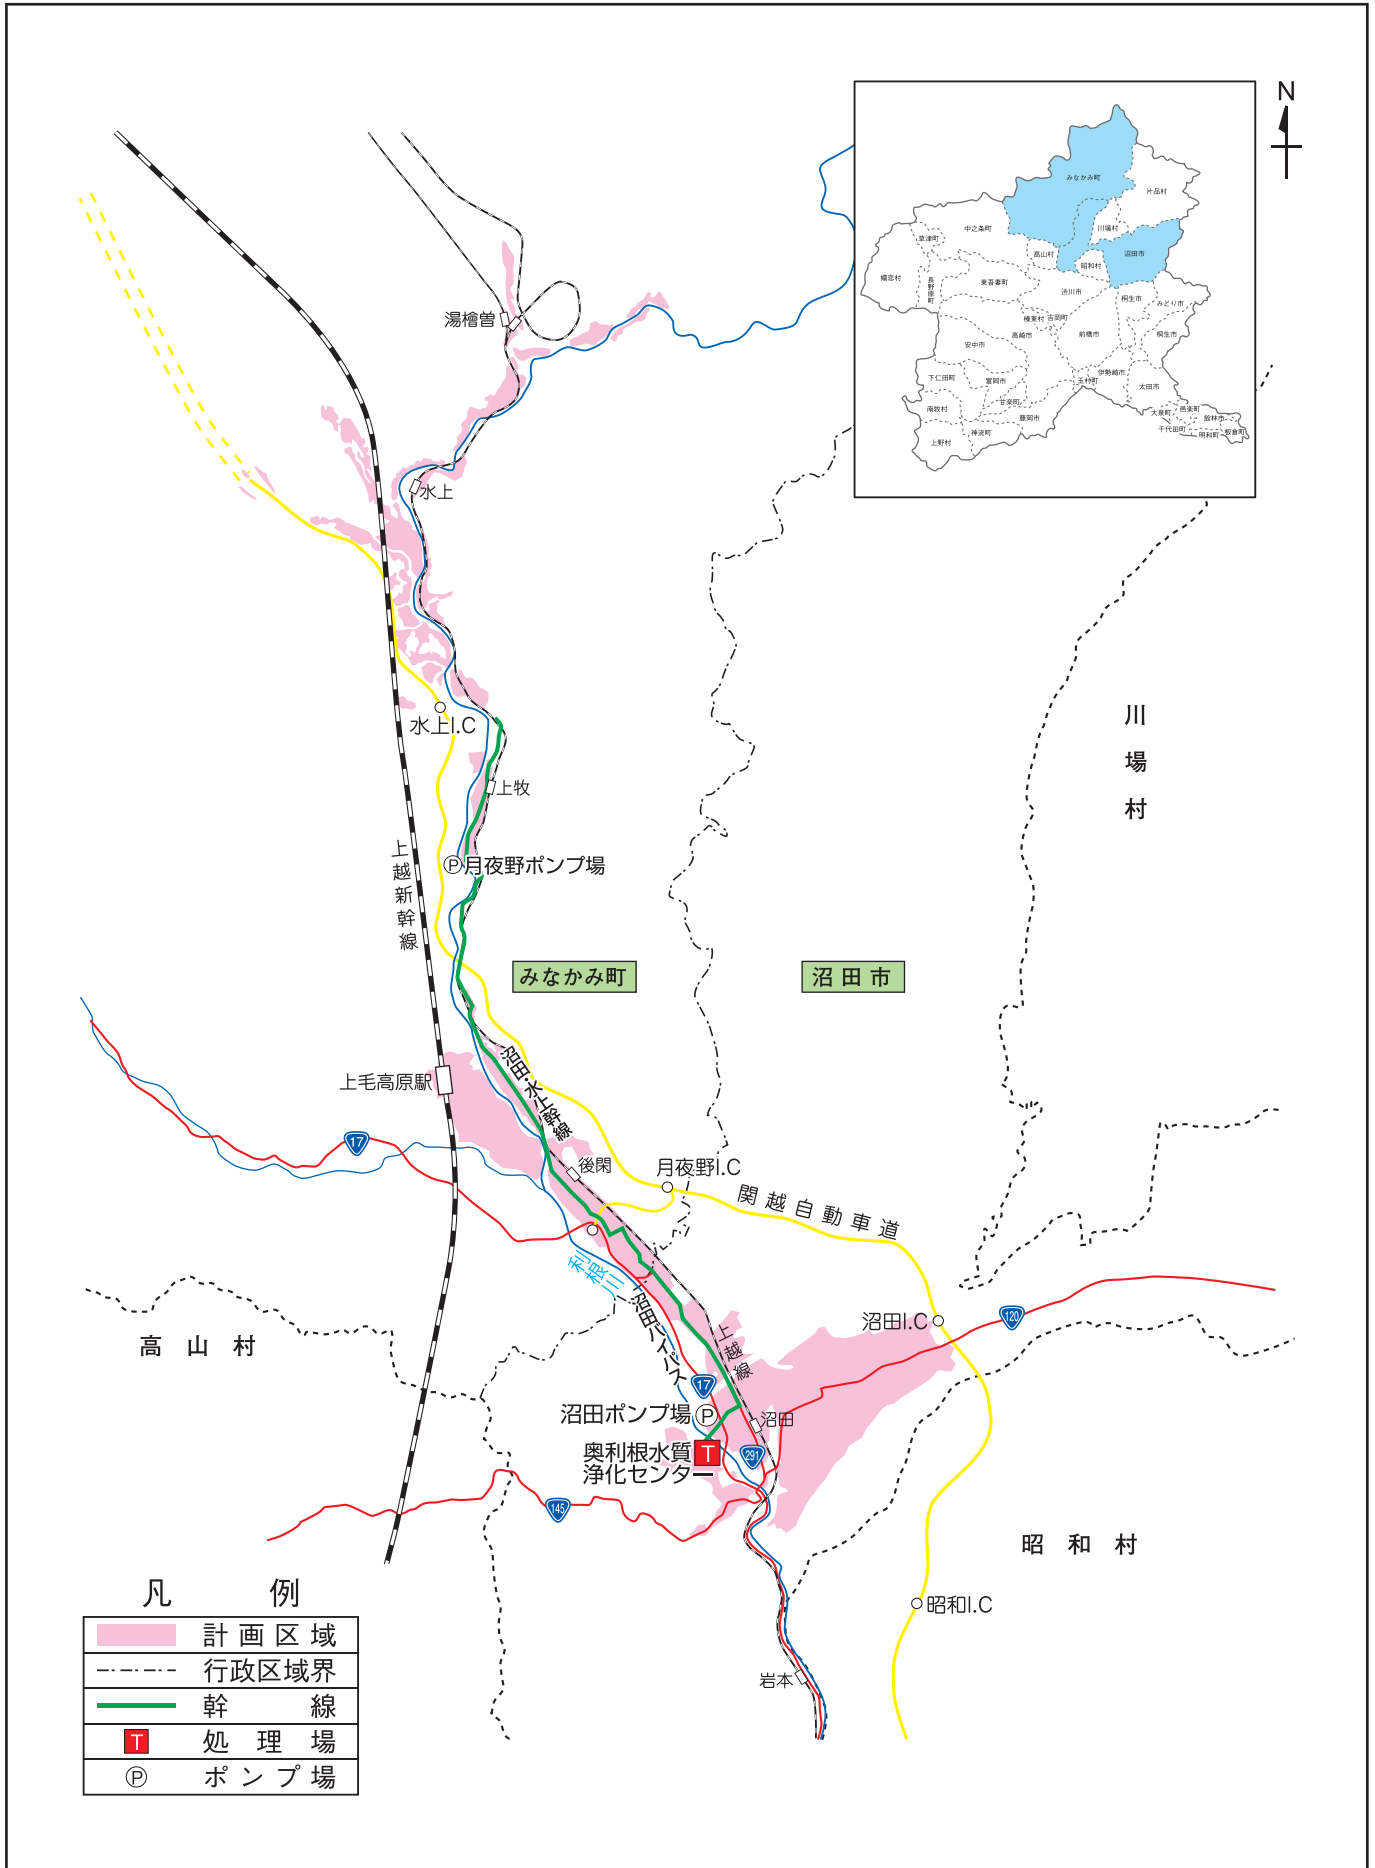 N
みなかみ町
片品村
川場村
中之条町
草津町
高山村
沼田市
昭和村
嬬恋村
長野原町
東吾妻町
渋川市
桐生市
みどり市
榛東村
吉岡町
前橋市
高崎市
桐生市
安中市
下仁田町
富岡市
玉村町
伊勢崎市
太田市
甘楽町
南牧村
藤岡市
大泉町
邑楽町
館林市
千代田町
明和町
板倉町
神流町
上野村
湯檜曽
水上
水上I.C
川場村
上牧
上越新幹線
P月夜野ポンプ場
みなかみ町
沼田市
沼田・水上幹線
上毛高原駅
17
後閑
月夜野I.C
関越自動車道
利根川
沼田バイパス
上越線
沼田I.C
120
高山村
17
沼田ポンプ場P
沼田
奥利根水質
浄化センター
T
291
145
昭和村
昭和I.C
岩本
凡例
計画区域
行政区域界
幹線
T 処理場
P ポンプ場